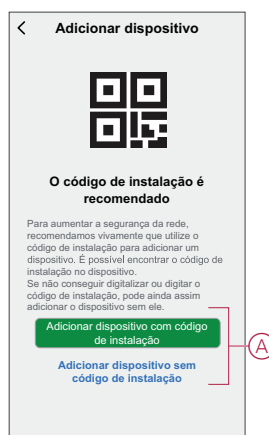 Adicionar dispositivo
O código de instalação é
recomendado
Para aumentar a segurança da rede,
recomendamos vivamente que utilize o
código de instalação para adicionar um
dispositivo. É possível encontrar o código de
instalação no dispositivo.
Se não conseguir digitalizar ou digitar o
código de instalação, pode ainda assim
adicionar o dispositivo sem ele.
Adicionar dispositivo com código
de instalação
A
Adicionar dispositivo sem
código de instalação